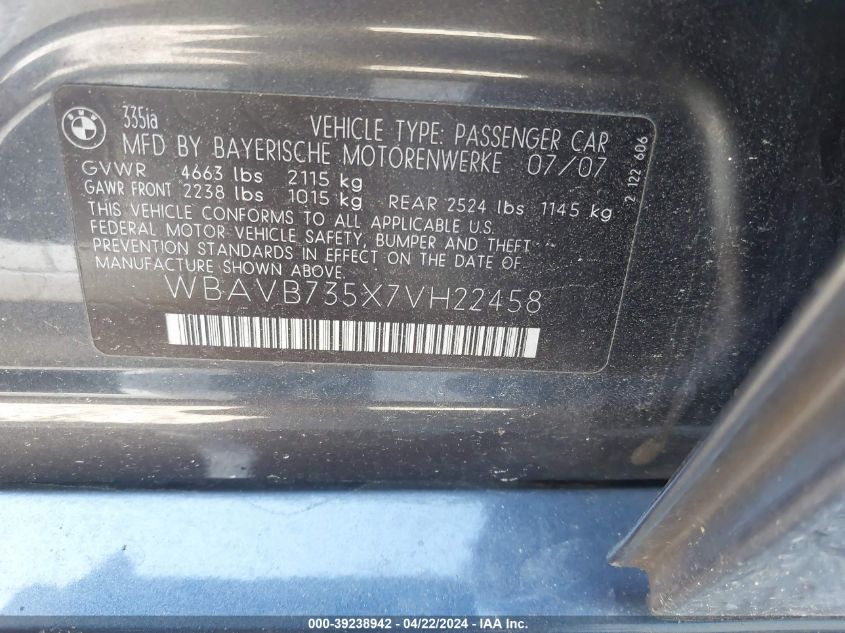 BMW
335ia
VEHICLE TYPE: PASSENGER CAR
MFD BY BAYERISCHE MOTORENWERKE 07/07
GVWR 4663 lbs 2115 kg
GAWR FRONT 2238 lbs 1015 kg REAR 2524 lbs 1145 kg
THIS VEHICLE CONFORMS TO ALL APPLICABLE U.S.
FEDERAL MOTOR VEHICLE SAFETY, BUMPER AND THEFT
PREVENTION STANDARDS IN EFFECT ON THE DATE OF
MANUFACTURE SHOWN ABOVE.
WBAVB735X7VH22458
2 122 606
000-39238942 - 04/22/2024 - IAA Inc.